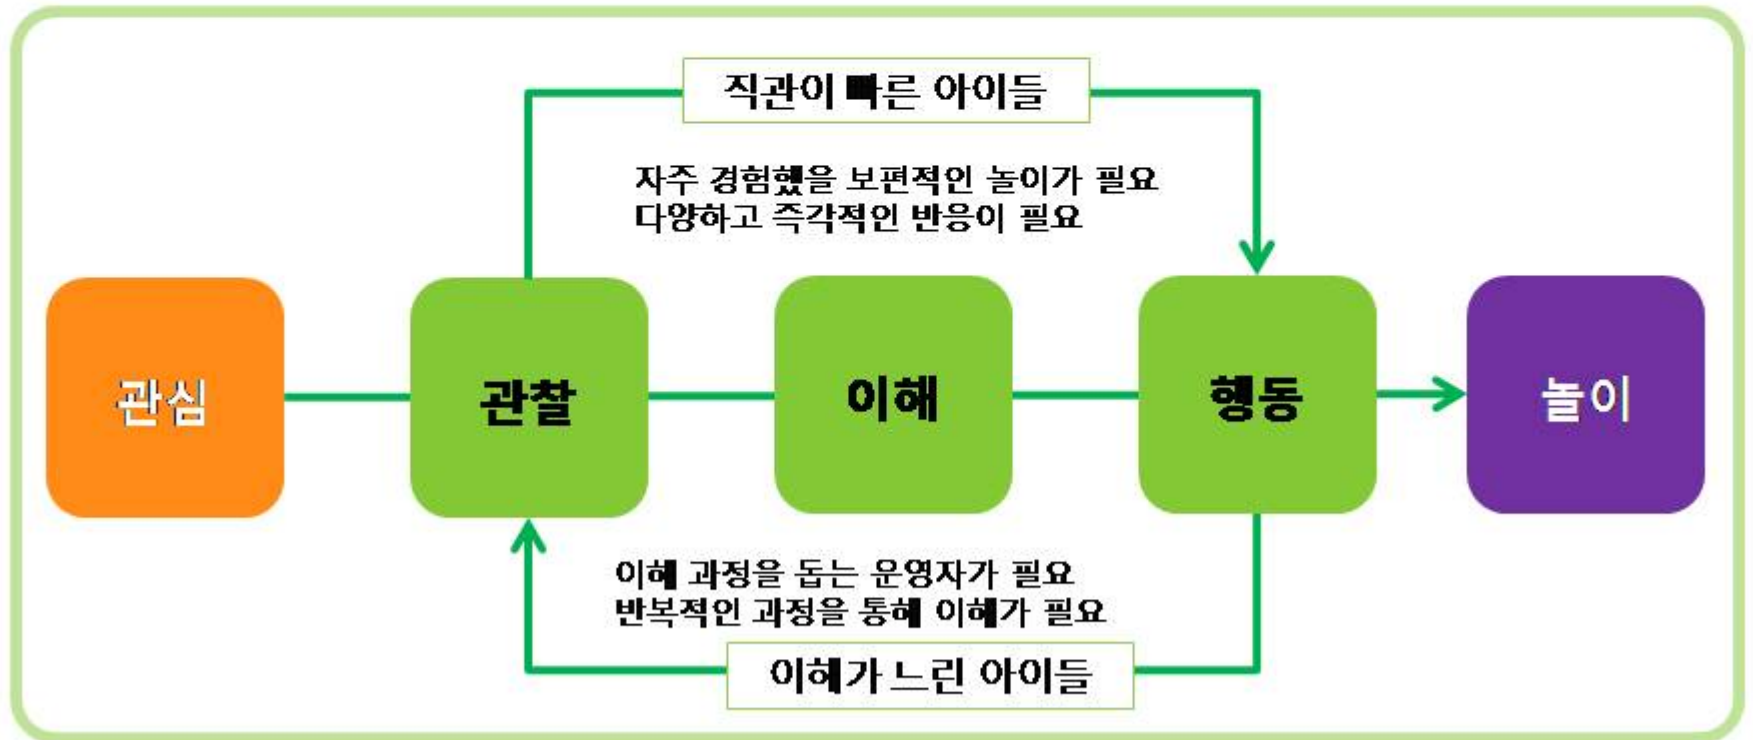 직관이 빠른 아이들
자주 경험했을 보편적인 놀이가 필요
다양하고 즉각적인 반응이 필요
관심
관찰
이해
행동
놀이
이해 과정을 돕는 운영자가 필요
반복적인 과정을 통해 이해가 필요
이해가 느린 아이들